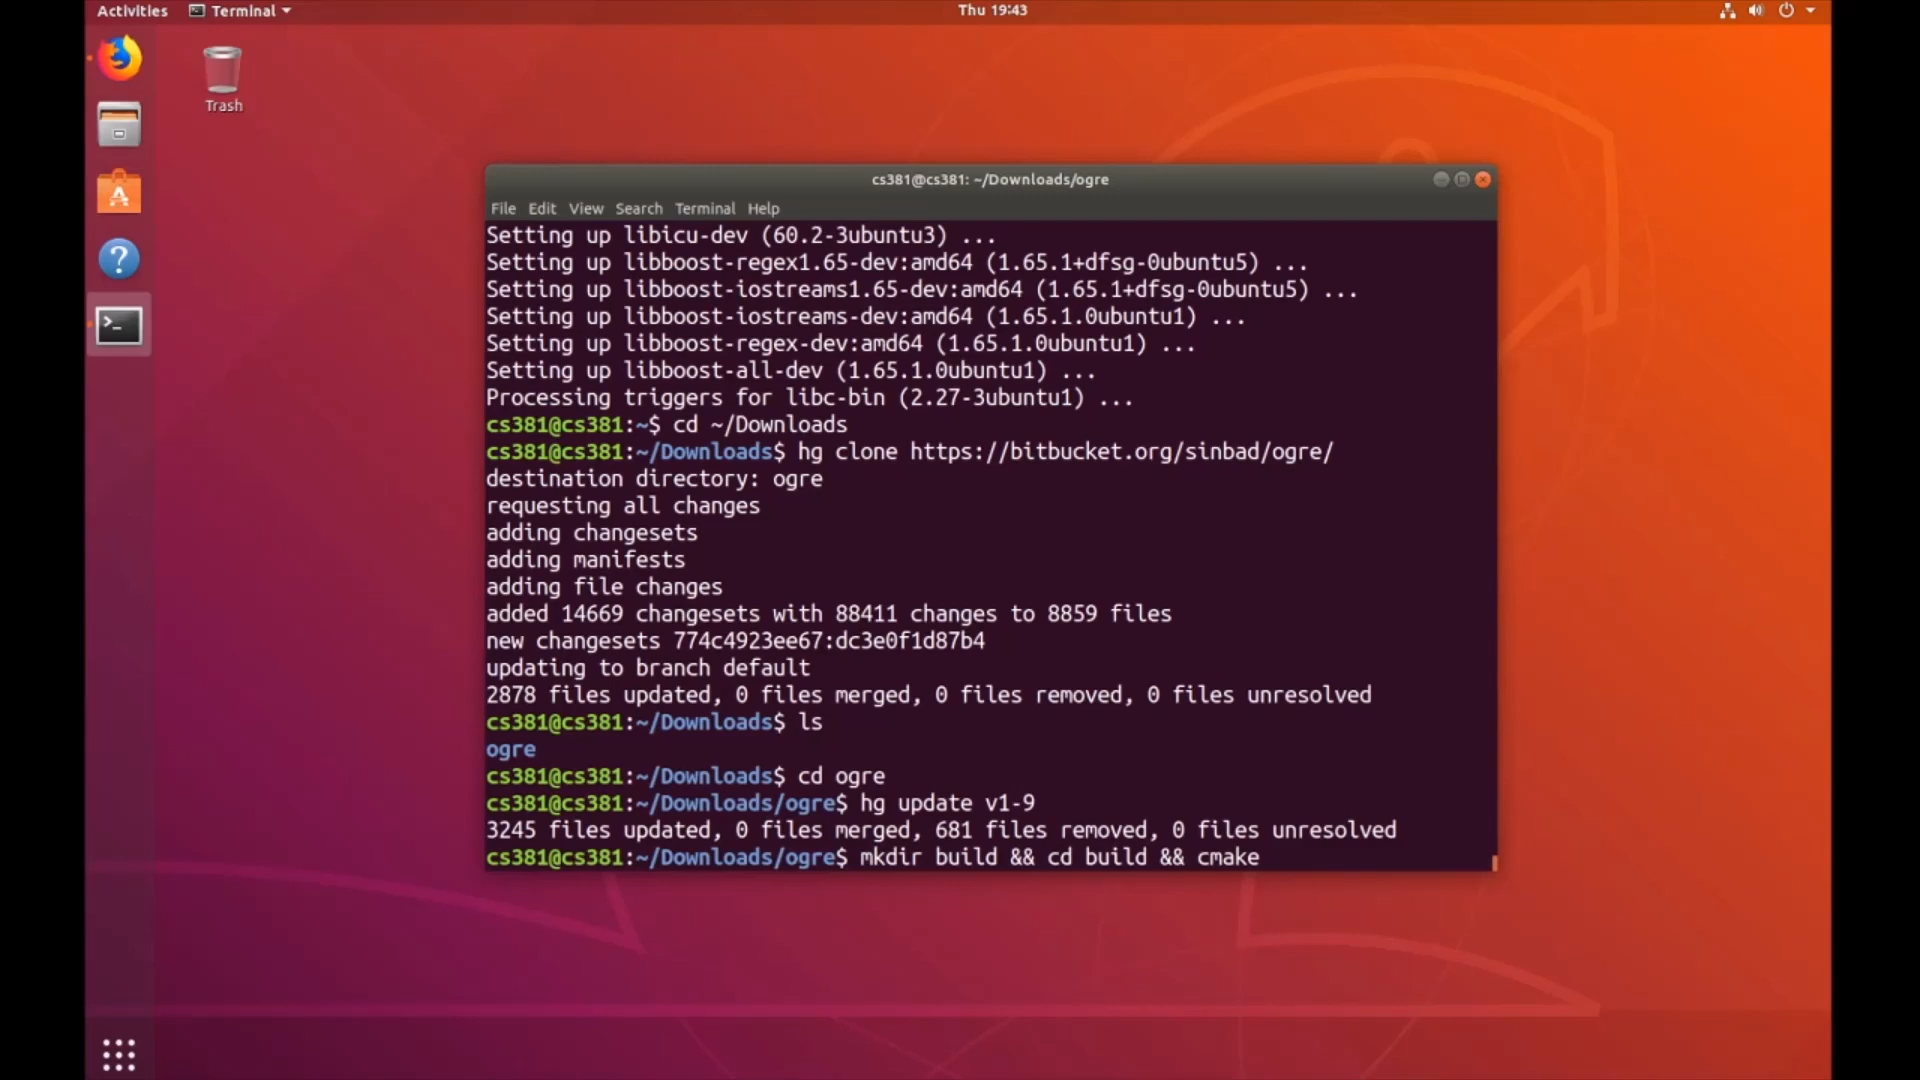 Activities Terminal Thu 19:43
Trash
cs381@cs381: ~/Downloads/ogre
File Edit View Search Terminal Help
Setting up libicu-dev (60.2-3ubuntu3) ...
Setting up libboost-regex1.65-dev:amd64 (1.65.1+dfsg-0ubuntu5) ...
Setting up libboost-iostreams1.65-dev:amd64 (1.65.1+dfsg-0ubuntu5) ...
Setting up libboost-iostreams-dev:amd64 (1.65.1.0ubuntu1) ...
Setting up libboost-regex-dev:amd64 (1.65.1.0ubuntu1) ...
Setting up libboost-all-dev (1.65.1.0ubuntu1) ...
Processing triggers for libc-bin (2.27-3ubuntu1) ...
cs381@cs381:~$ cd ~/Downloads
cs381@cs381:~/Downloads$ hg clone https://bitbucket.org/sinbad/ogre/
destination directory: ogre
requesting all changes
adding changesets
adding manifests
adding file changes
added 14669 changesets with 88411 changes to 8859 files
new changesets 774c4923ee67:dc3e0f1d87b4
updating to branch default
2878 files updated, 0 files merged, 0 files removed, 0 files unresolved
cs381@cs381:~/Downloads$ ls
ogre
cs381@cs381:~/Downloads$ cd ogre
cs381@cs381:~/Downloads/ogre$ hg update v1-9
3245 files updated, 0 files merged, 681 files removed, 0 files unresolved
cs381@cs381:~/Downloads/ogre$ mkdir build && cd build && cmake